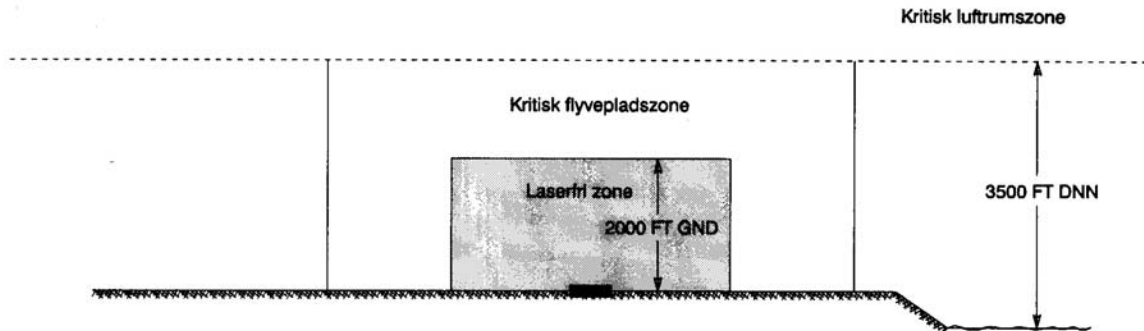 Kritisk luftrumszone
Kritisk flyvepladszone
Laserfri zone
2000 FT GND
3500 FT DNN